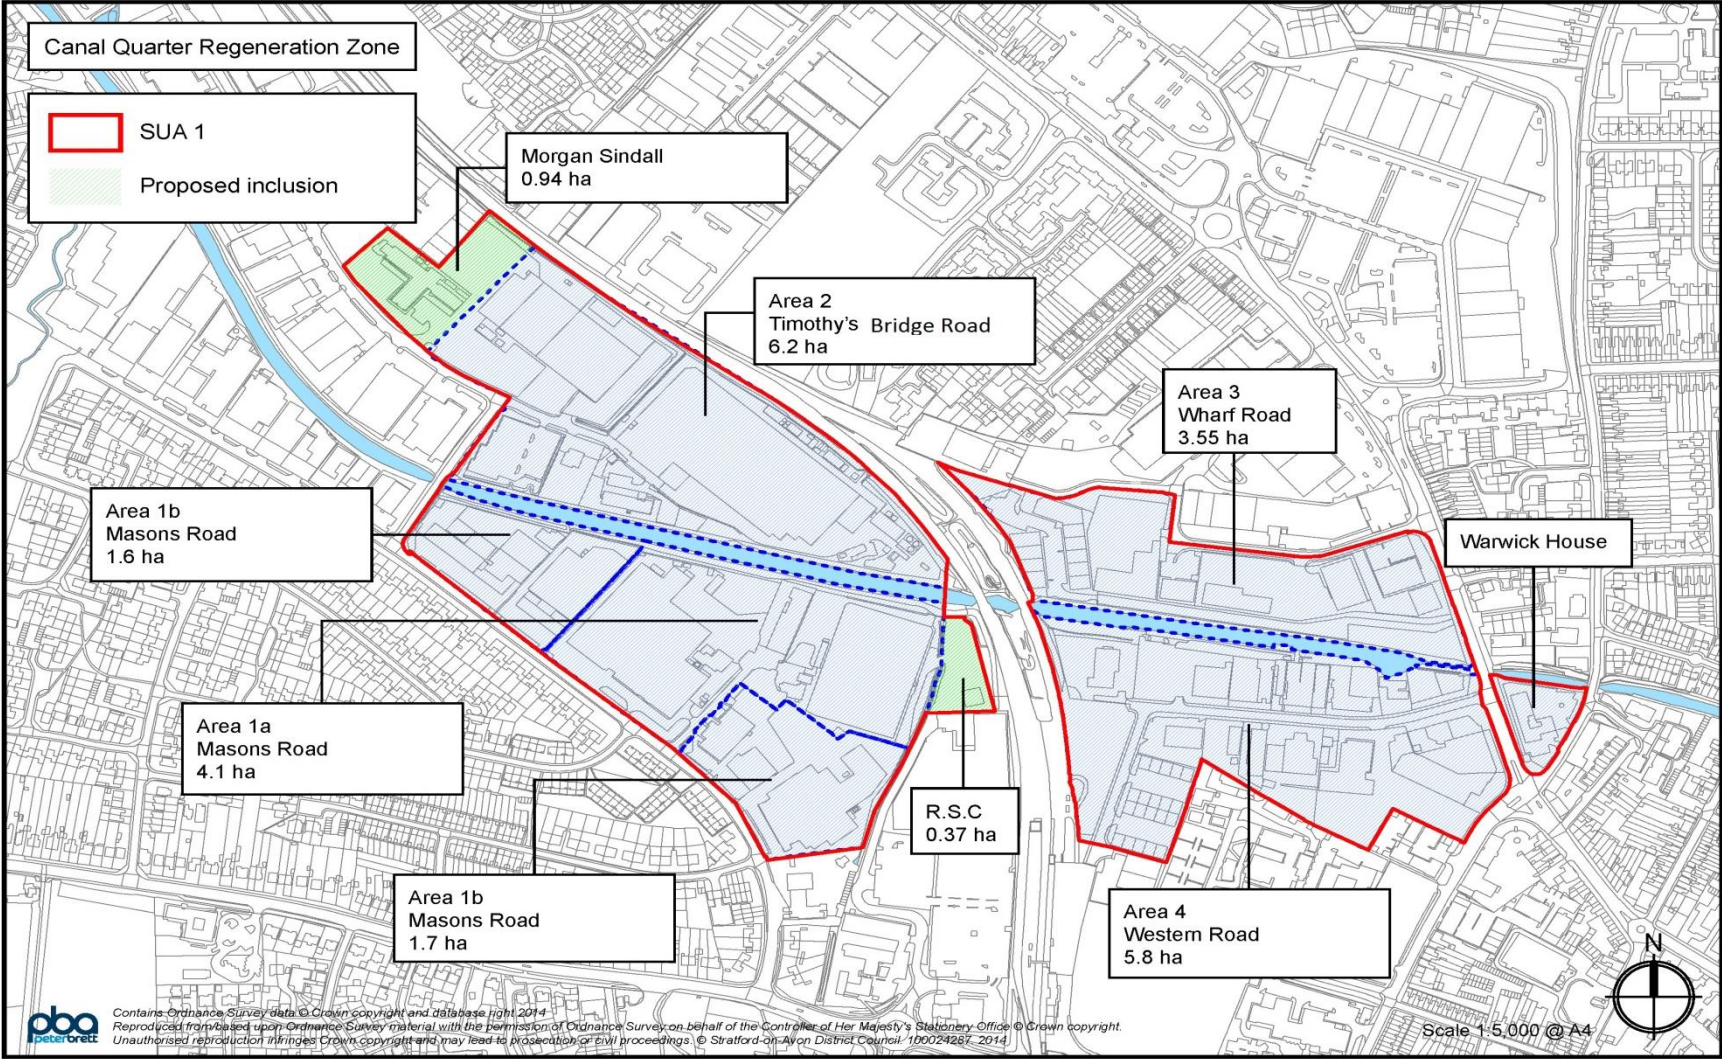 Canal Quarter Regeneration Zone
SUA 1
Proposed inclusion
Morgan Sindall
0.94 ha
Area 2
Timothy's Bridge Road
6.2 ha
Area 3
Wharf Road
3.55 ha
Warwick House
Area 1b
Masons Road
1.6 ha
Area 1a
Masons Road
4.1 ha
R.S.C
0.37 ha
Area 1b
Masons Road
1.7 ha
Area 4
Western Road
5.8 ha
N
Scale 1:5,000 @ A4
pba
peterbrett
Contains Ordnance Survey data © Crown copyright and database right 2014
Reproduced from/based upon Ordnance Survey material with the permission of Ordnance Survey on behalf of the Controller of Her Majesty's Stationery Office © Crown copyright.
Unauthorised reproduction infringes Crown copyright and may lead to prosecution or civil proceedings. © Stratford-on-Avon District Council. 100024287. 2014